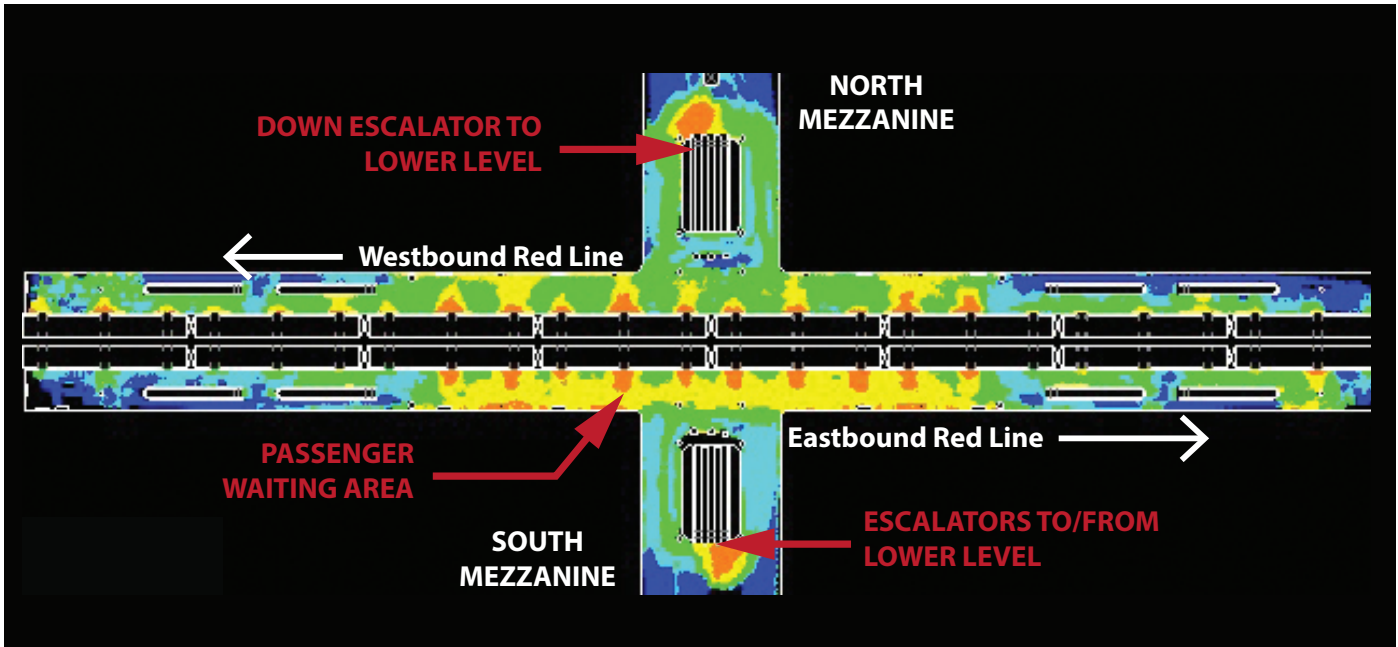 NORTH
MEZZANINE
DOWN ESCALATOR TO
LOWER LEVEL
Westbound Red Line
Eastbound Red Line
PASSENGER
WAITING AREA
SOUTH
MEZZANINE
ESCALATORS TO/FROM
LOWER LEVEL